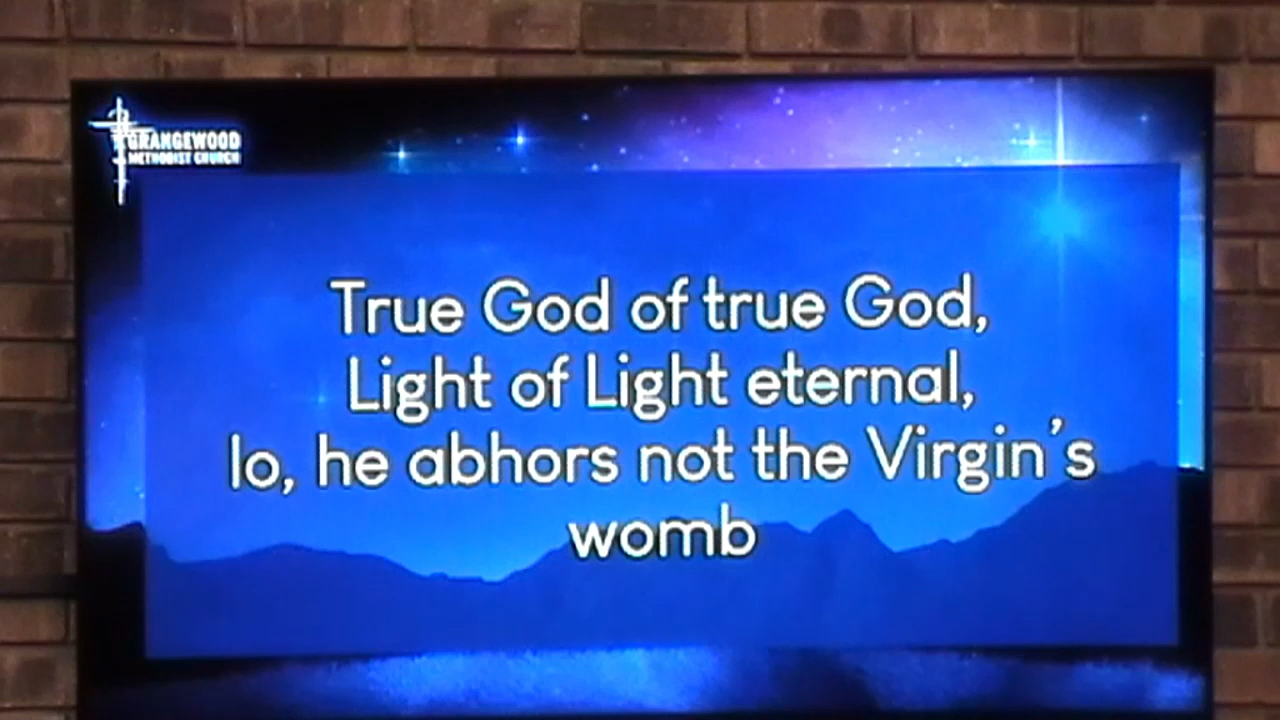 GRANGEWOOD
METHODIST CHURCH
True God of true God,
Light of Light eternal,
lo, he abhors not the Virgin's
womb